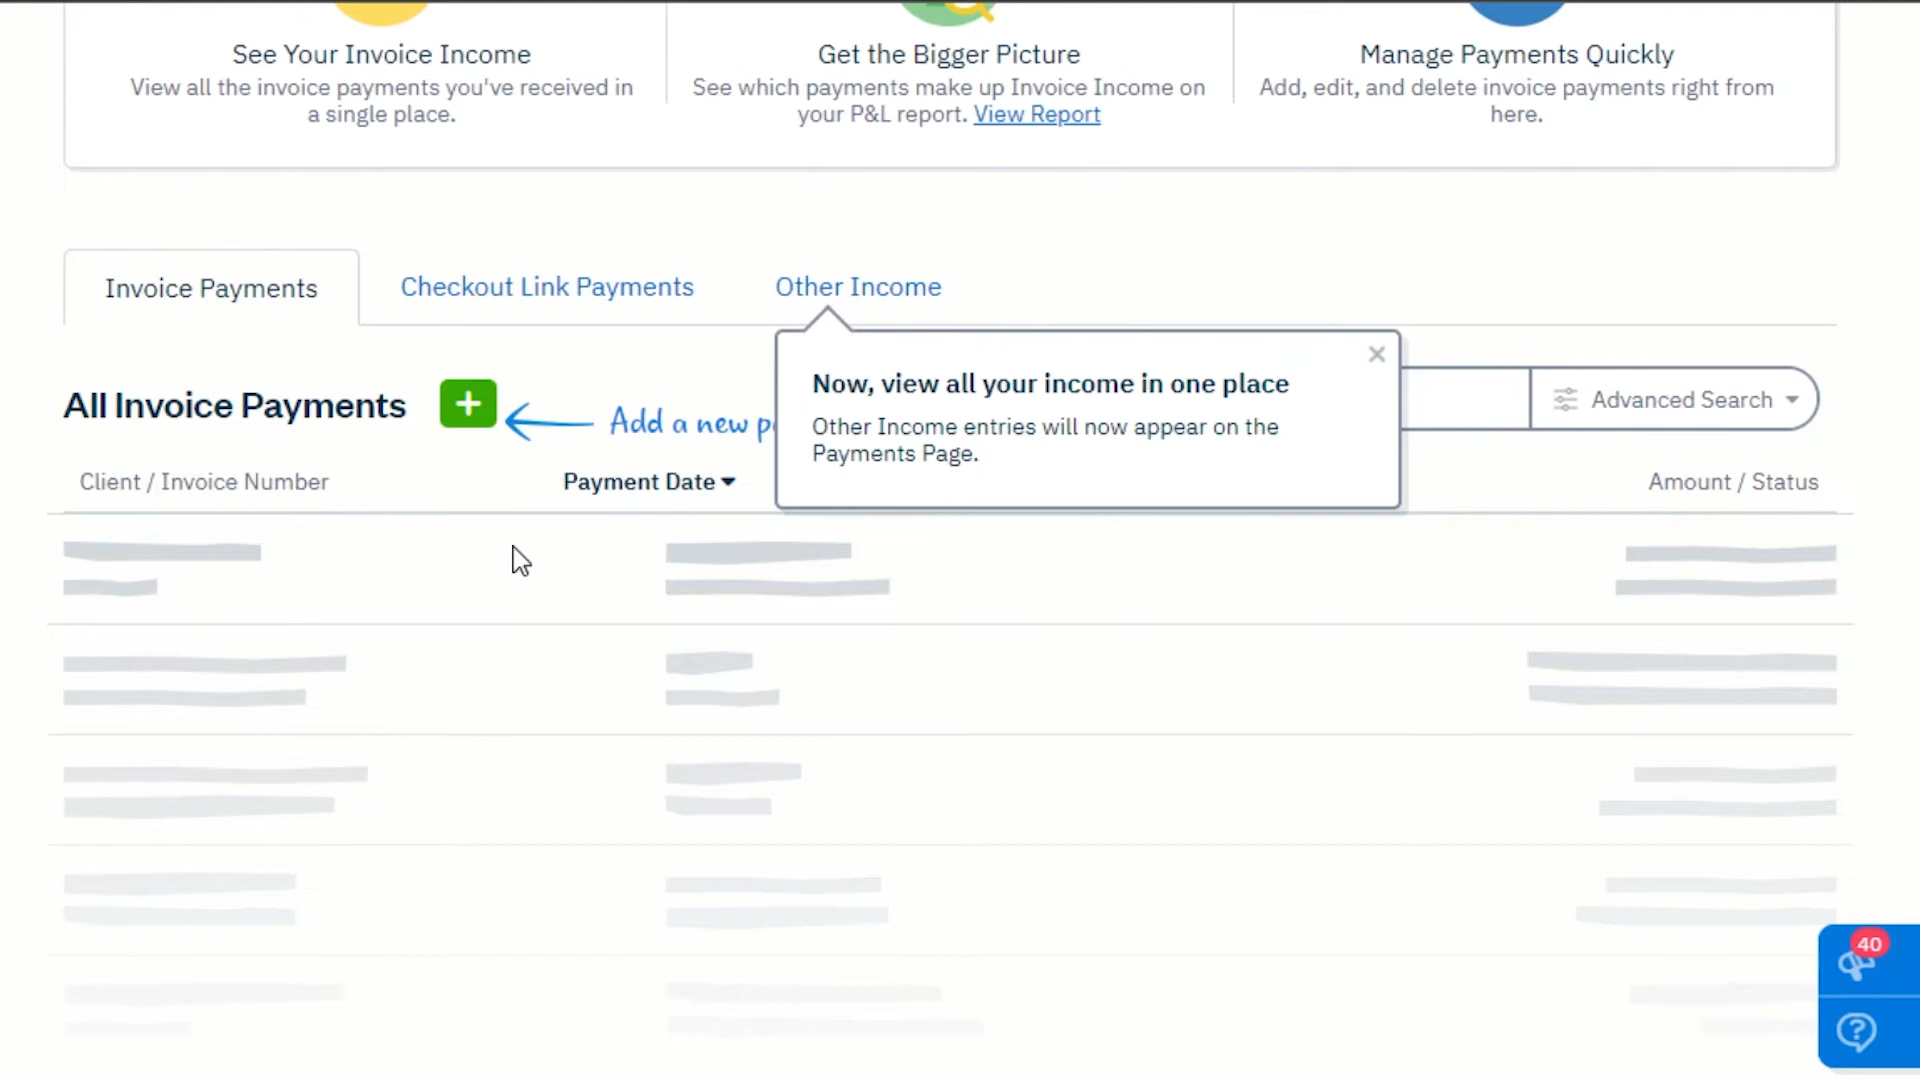 See Your Invoice Income
View all the invoice payments you've received in
a single place.
Get the Bigger Picture
See which payments make up Invoice Income on
your P&L report. View Report
Manage Payments Quickly
Add, edit, and delete invoice payments right from
here.
Invoice Payments
Checkout Link Payments
Other Income
Now, view all your income in one place
Other Income entries will now appear on the
Payments Page.
All Invoice Payments
Add a new
Advanced Search
Client / Invoice Number
Payment Date
Amount / Status
40